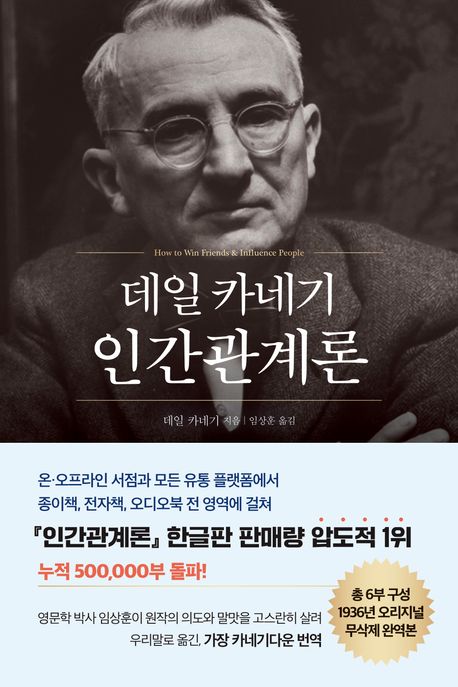 How to Win Friends & Influence People
데일 카네기
인간관계론
데일 카네기 지음 | 임상훈 옮김
온·오프라인 서점과 모든 유통 플랫폼에서
종이책, 전자책, 오디오북 전 영역에 걸쳐
『인간관계론』 한글판 판매량 압도적 1위
누적 500,000부 돌파!
영문학 박사 임상훈이 원작의 의도와 말맛을 고스란히 살려
우리말로 옮긴, 가장 카네기다운 번역
총 6부 구성
1936년 오리지널
무삭제 완역본